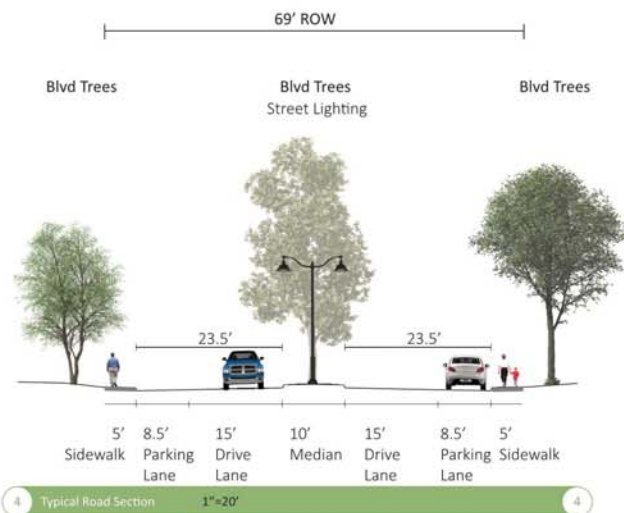 69' ROW
Blvd Trees
Blvd Trees
Street Lighting
Blvd Trees
23.5'
23.5'
5'
Sidewalk
8.5'
Parking
Lane
15'
Drive
Lane
10'
Median
15'
Drive
Lane
8.5'
Parking
Lane
5'
Sidewalk
4
Typical Road Section
1"=20'
4